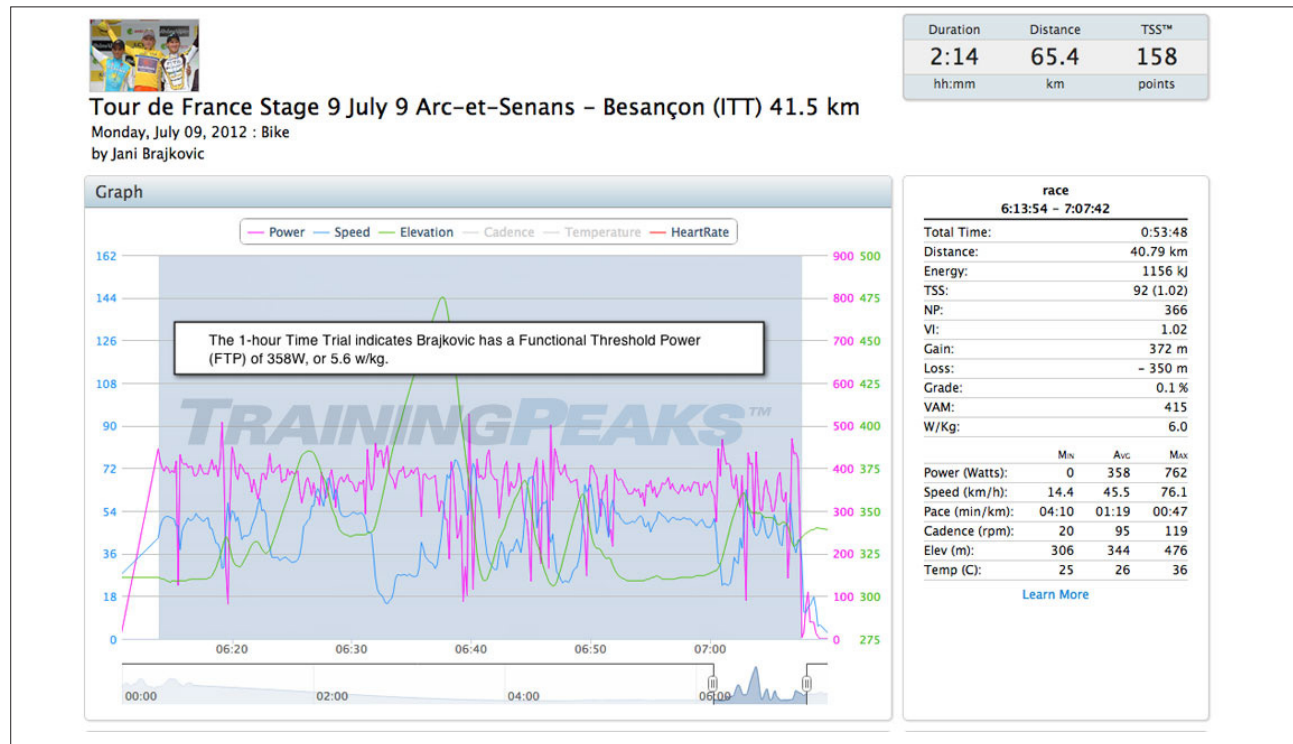 Duration Distance TSS™
2:14 65.4 158
hh:mm km points
Tour de France Stage 9 July 9 Arc-et-Senans – Besançon (ITT) 41.5 km
Monday, July 09, 2012 : Bike
by Jani Brajkovic
Graph
Power Speed Elevation Cadence Temperature HeartRate
162 900 500
144 800 475
126 700 450
108 600 425
90 500 400
72 400 375
54 300 350
36 200 325
18 100 300
0 0 275
The 1-hour Time Trial indicates Brajkovic has a Functional Threshold Power
(FTP) of 358W, or 5.6 w/kg.
TRAININGPEAKS™
06:20 06:30 06:40 06:50 07:00
00:00 02:00 04:00 06:00
race
6:13:54 – 7:07:42
Total Time: 0:53:48
Distance: 40.79 km
Energy: 1156 kJ
TSS: 92 (1.02)
NP: 366
VI: 1.02
Gain: 372 m
Loss: – 350 m
Grade: 0.1 %
VAM: 415
W/Kg: 6.0
Min Avg Max
Power (Watts): 0 358 762
Speed (km/h): 14.4 45.5 76.1
Pace (min/km): 04:10 01:19 00:47
Cadence (rpm): 20 95 119
Elev (m): 306 344 476
Temp (C): 25 26 36
Learn More